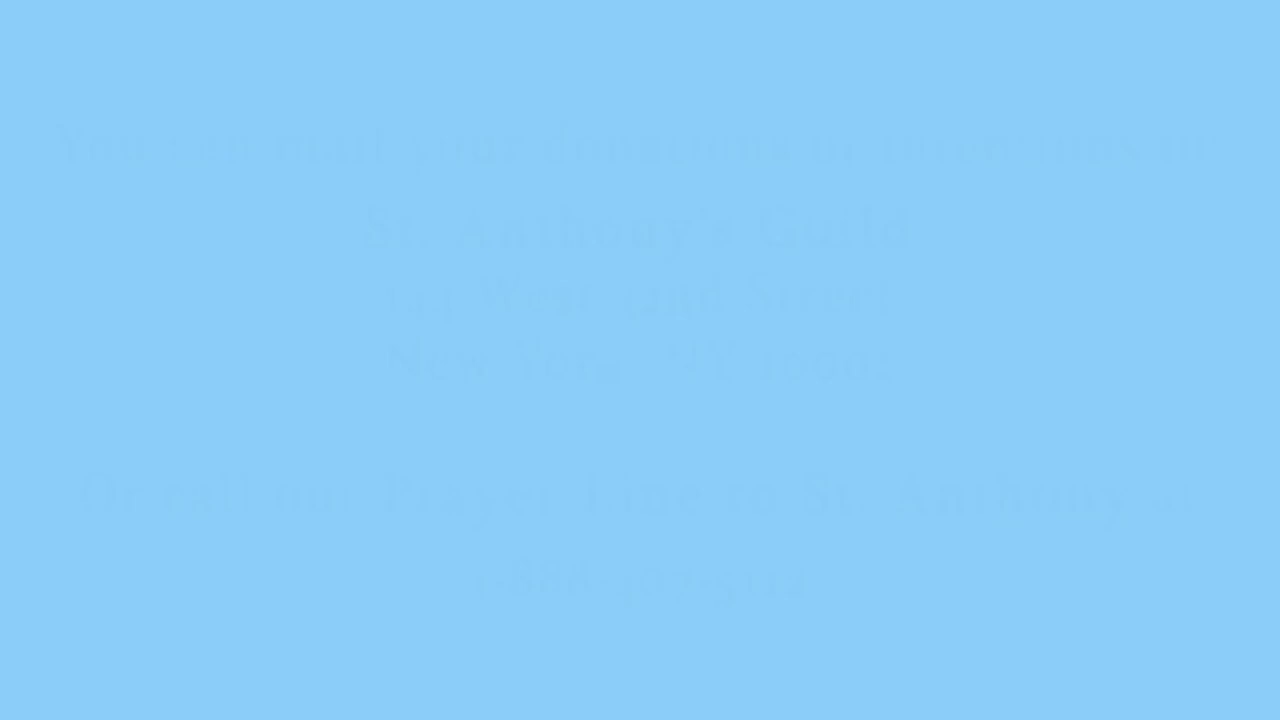 You can mail your donations or intentions to
St. Anthony's Guild
West Street
New York, NY
Or call our Prayer Line to St. Anthony at